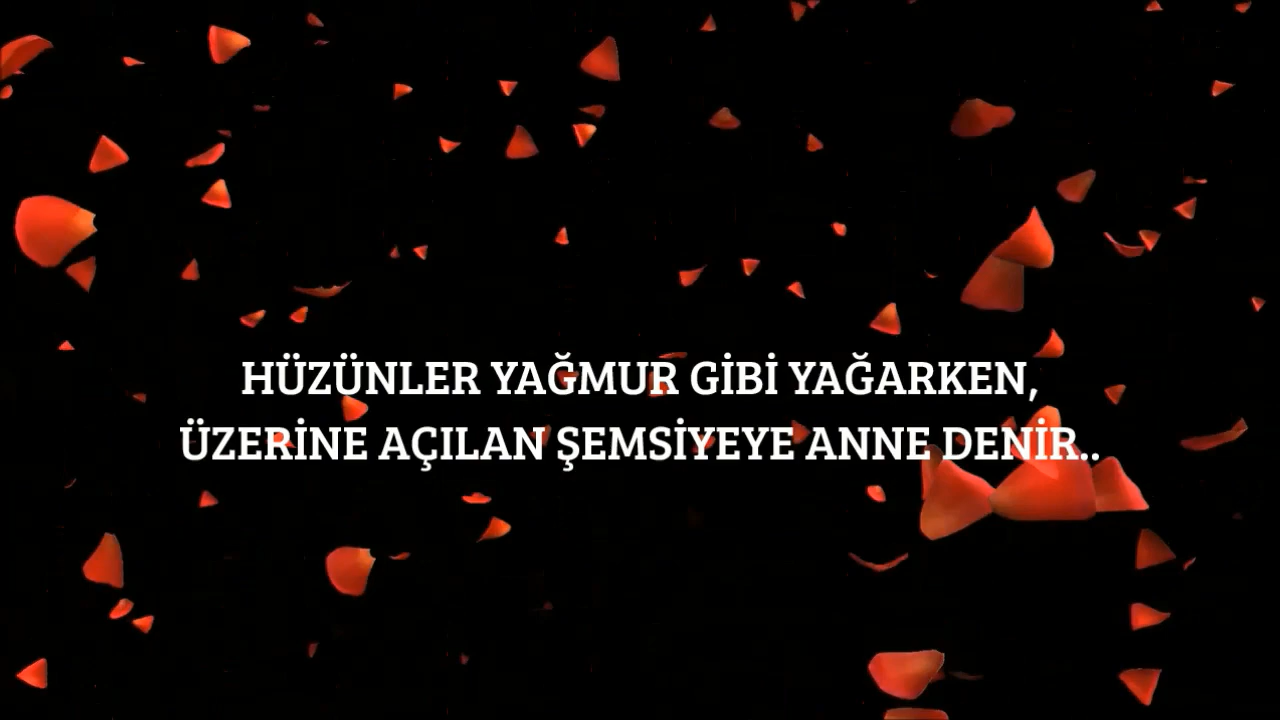 HÜZÜNLER YAĞMUR GİBİ YAĞARKEN,
ÜZERİNE AÇILAN ŞEMSİYEYE ANNE DENİR..